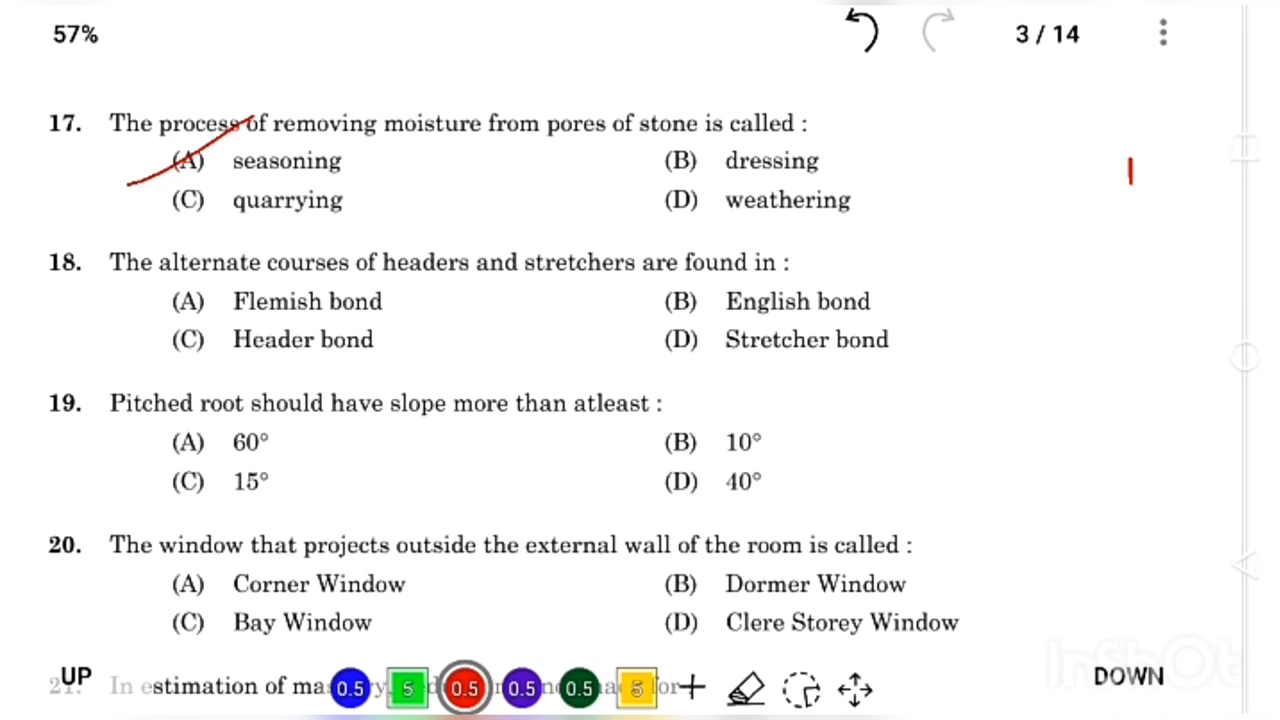 57% 3 / 14
17. The process of removing moisture from pores of stone is called :
(A) seasoning (B) dressing
(C) quarrying (D) weathering
18. The alternate courses of headers and stretchers are found in :
(A) Flemish bond (B) English bond
(C) Header bond (D) Stretcher bond
19. Pitched root should have slope more than atleast :
(A) 60° (B) 10°
(C) 15° (D) 40°
20. The window that projects outside the external wall of the room is called :
(A) Corner Window (B) Dormer Window
(C) Bay Window (D) Clere Storey Window
InShOt
UP 0.5 5 0.5 0.5 0.5 5 DOWN
21. In estimation of ma for